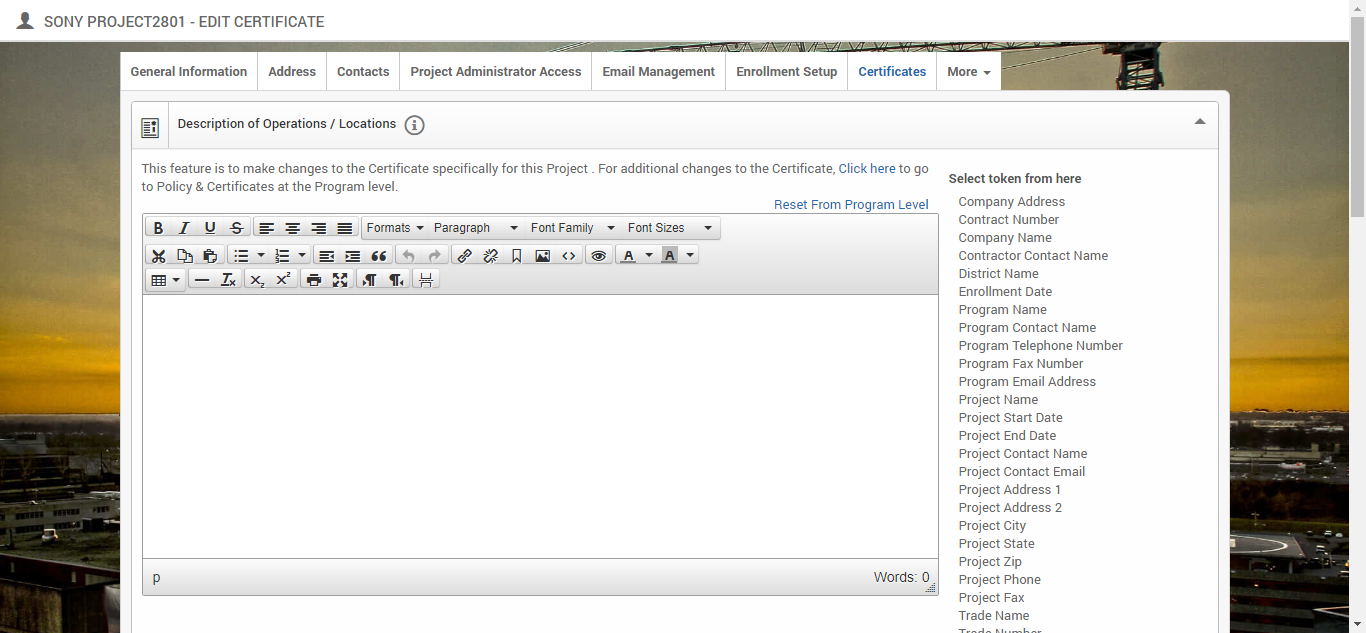 SONY PROJECT2801 - EDIT CERTIFICATE
General Information Address Contacts Project Administrator Access Email Management Enrollment Setup Certificates More
Description of Operations / Locations
This feature is to make changes to the Certificate specifically for this Project . For additional changes to the Certificate, Click here to go
to Policy & Certificates at the Program level.
Reset From Program Level
B I U S Formats Paragraph Font Family Font Sizes
A A
Tx X2 X2
p Words: 0
Select token from here
Company Address
Contract Number
Company Name
Contractor Contact Name
District Name
Enrollment Date
Program Name
Program Contact Name
Program Telephone Number
Program Fax Number
Program Email Address
Project Name
Project Start Date
Project End Date
Project Contact Name
Project Contact Email
Project Address 1
Project Address 2
Project City
Project State
Project Zip
Project Phone
Project Fax
Trade Name
Trade Number